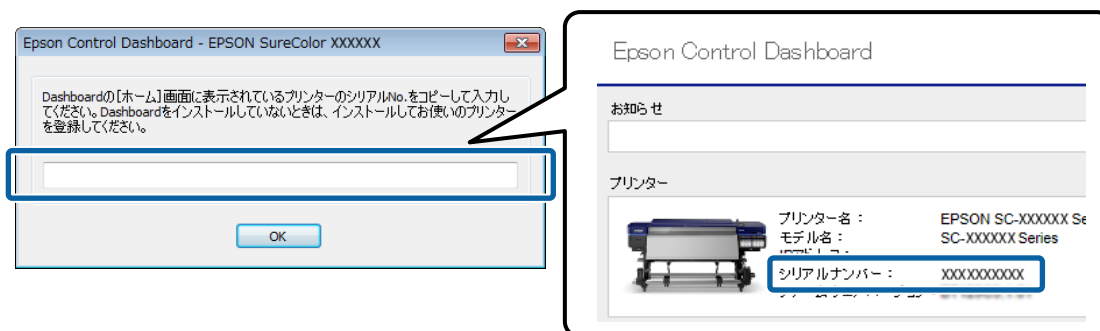 Epson Control Dashboard - EPSON SureColor XXXXXX
Dashboardの[ホーム]画面に表示されているプリンターのシリアルNo.をコピーして入力し
てください。Dashboardをインストールしていないときは、インストールしてお使いのプリンター
を登録してください。
OK
Epson Control Dashboard
お知らせ
プリンター
プリンター名： EPSON SC-XXXXXX Se
モデル名： SC-XXXXXX Series
シリアルナンバー： XXXXXXXXXX